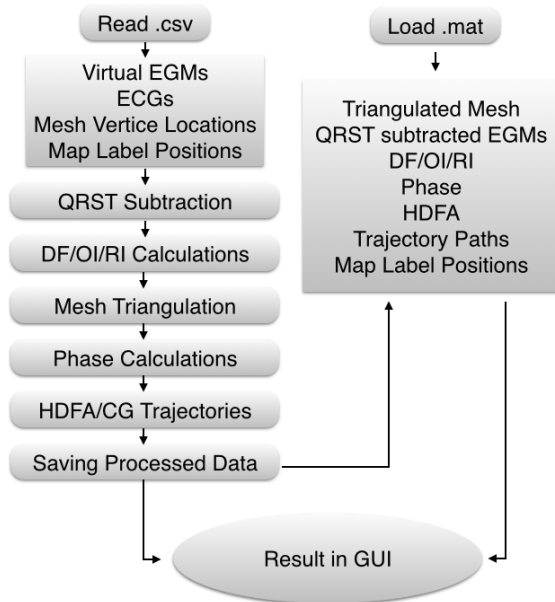 Read .csv
Virtual EGMs
ECGs
Mesh Vertice Locations
Map Label Positions
QRST Subtraction
DF/OI/RI Calculations
Mesh Triangulation
Phase Calculations
HDFA/CG Trajectories
Saving Processed Data
Load .mat
Triangulated Mesh
QRST subtracted EGMs
DF/OI/RI
Phase
HDFA
Trajectory Paths
Map Label Positions
Result in GUI